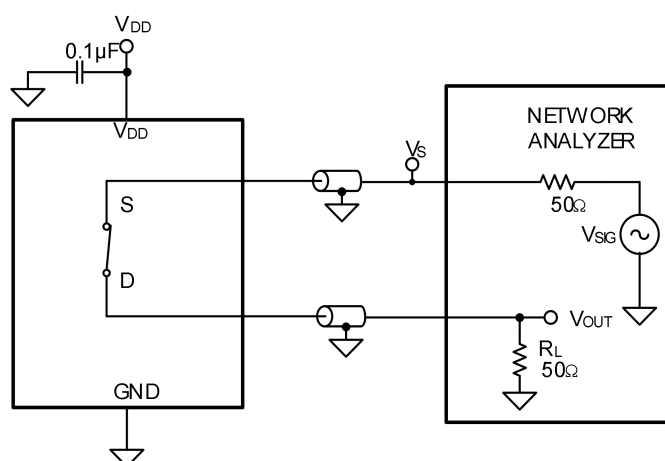 VDD
0.1µF
VDD
NETWORK
ANALYZER
VS
S
50Ω
VSIG
D
VOUT
RL
50Ω
GND